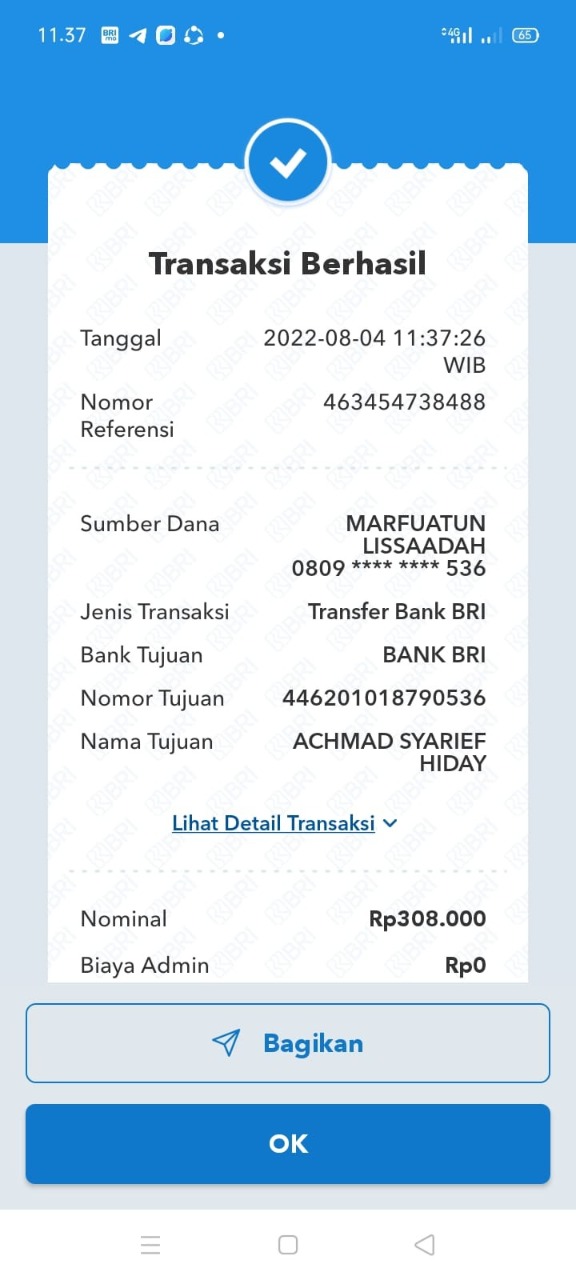 11.37 BRI mo 4G 65
Transaksi Berhasil
Tanggal 2022-08-04 11:37:26
WIB
Nomor 463454738488
Referensi
Sumber Dana MARFUATUN
LISSAADAH
0809 **** **** 536
Jenis Transaksi Transfer Bank BRI
Bank Tujuan BANK BRI
Nomor Tujuan 446201018790536
Nama Tujuan ACHMAD SYARIEF
HIDAY
Lihat Detail Transaksi
Nominal Rp308.000
Biaya Admin Rp0
Bagikan
OK